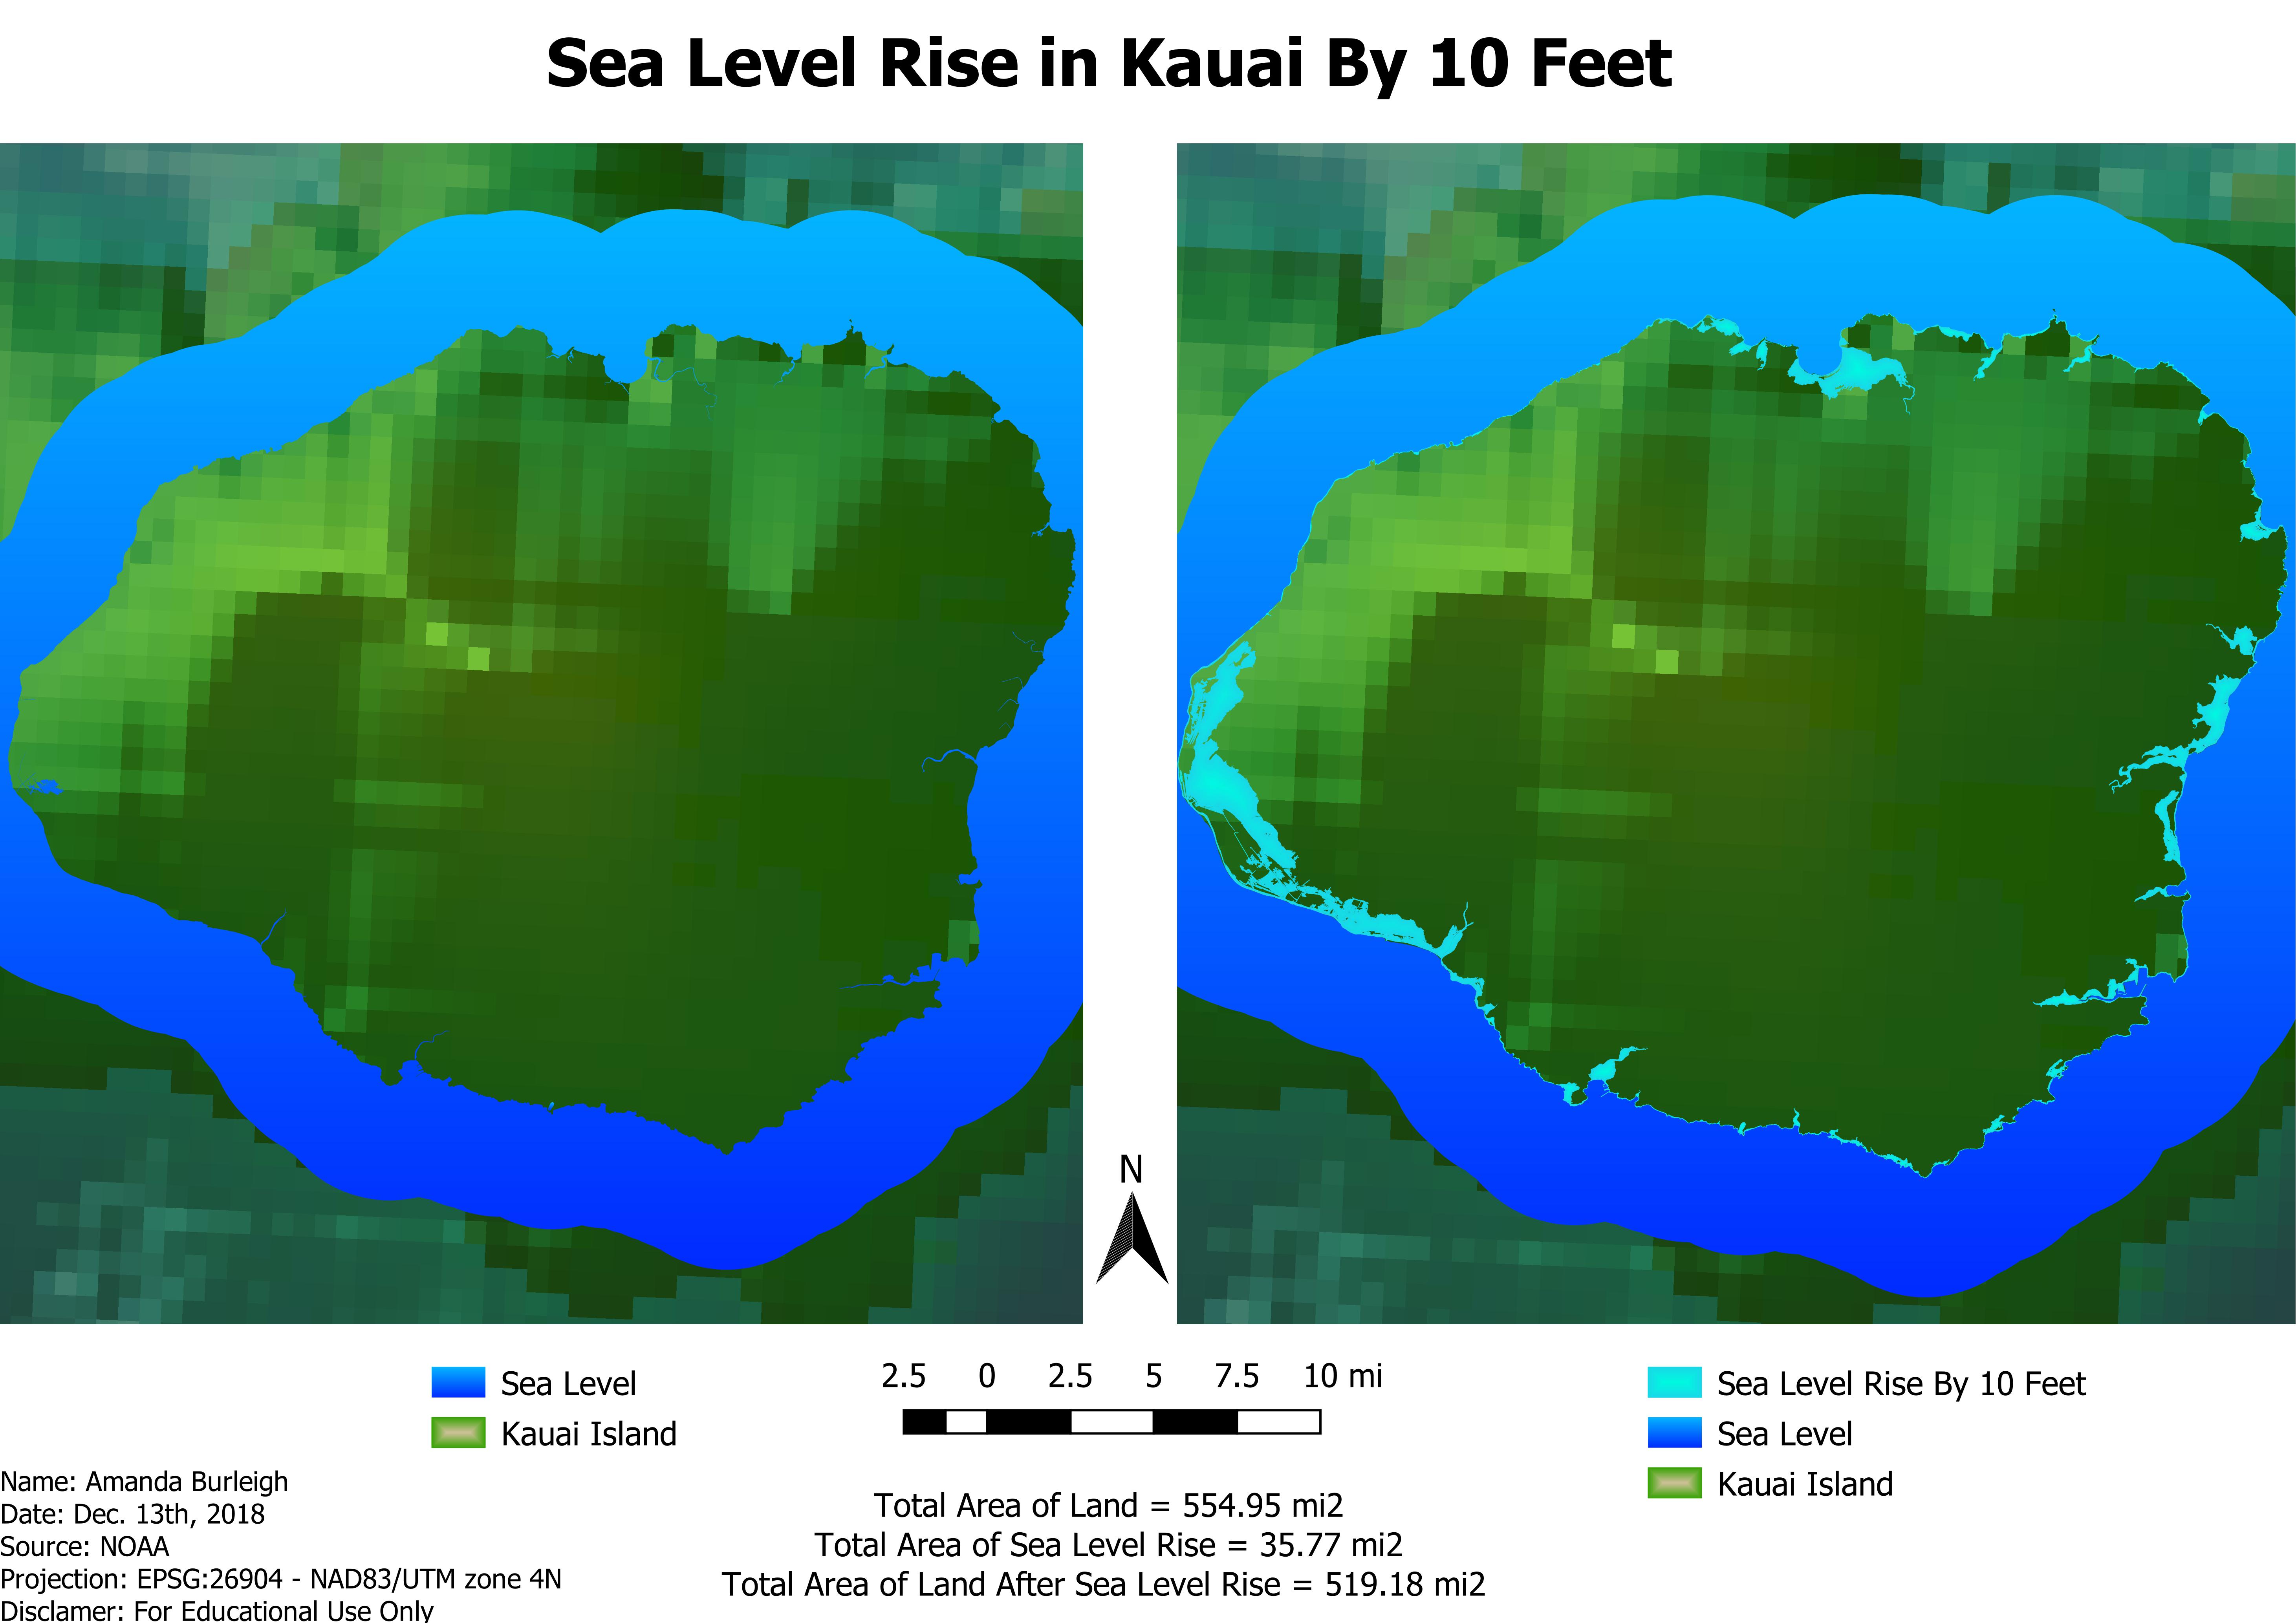 Sea Level Rise in Kauai By 10 Feet
N
Sea Level
Kauai Island
2.5 0 2.5 5 7.5 10 mi
Sea Level Rise By 10 Feet
Sea Level
Kauai Island
Name: Amanda Burleigh
Date: Dec. 13th, 2018
Source: NOAA
Projection: EPSG:26904 - NAD83/UTM zone 4N
Disclamer: For Educational Use Only
Total Area of Land = 554.95 mi2
Total Area of Sea Level Rise = 35.77 mi2
Total Area of Land After Sea Level Rise = 519.18 mi2